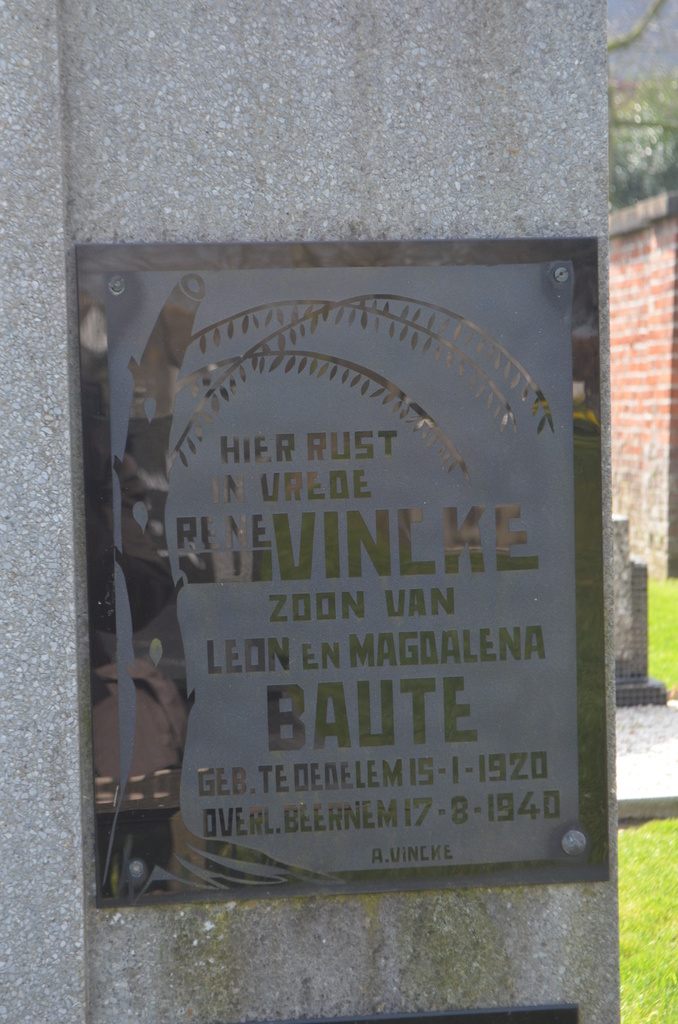 HIER RUST
IN VREDE
RENE VINCKE
ZOON VAN
LEON EN MAGDALENA
BAUTE
GEB. TE OEDELEM 15-1-1920
OVERL. BEERNEM 17-8-1940
A. VINCKE